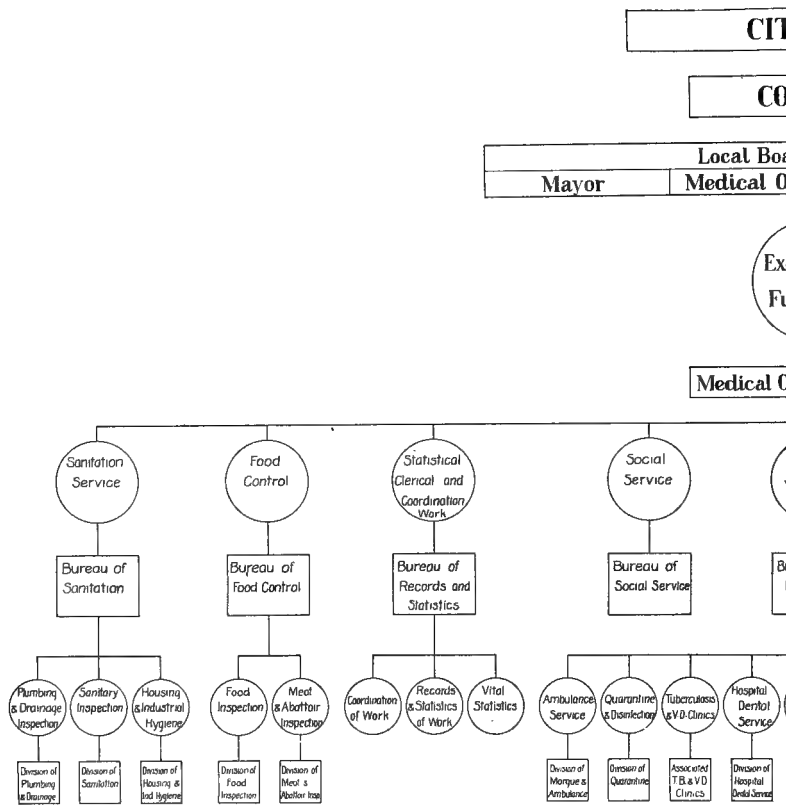 CIT
CO
Local Boa
Mayor
Medical O
Ex
Fu
Medical O
Sanitation
Service
Food
Control
Statistical
Clerical and
Coordination
Work
Social
Service
Bureau of
Sanitation
Bureau of
Food Control
Bureau of
Records and
Statistics
Bureau of
Social Service
Plumbing
& Drainage
Inspection
Sanitary
Inspection
Housing
& Industrial
Hygiene
Food
Inspection
Meat
& Abattoir
Inspection
Coordination
of Work
Records
& Statistics
of Work
Vital
Statistics
Ambulance
Service
Quarantine
& Disinfection
Tuberculosis
& V.D. Clinics
Hospital
Dental
Service
Division of
Plumbing
& Drainage
Division of
Sanitation
Division of
Housing &
Ind Hygiene
Division of
Food
Inspection
Division of
Meat &
Abattoir Insp
Division of
Morgue &
Ambulance
Division of
Quarantine
Associated
T.B. & V D
Clinics
Division of
Hospital
Dental Service